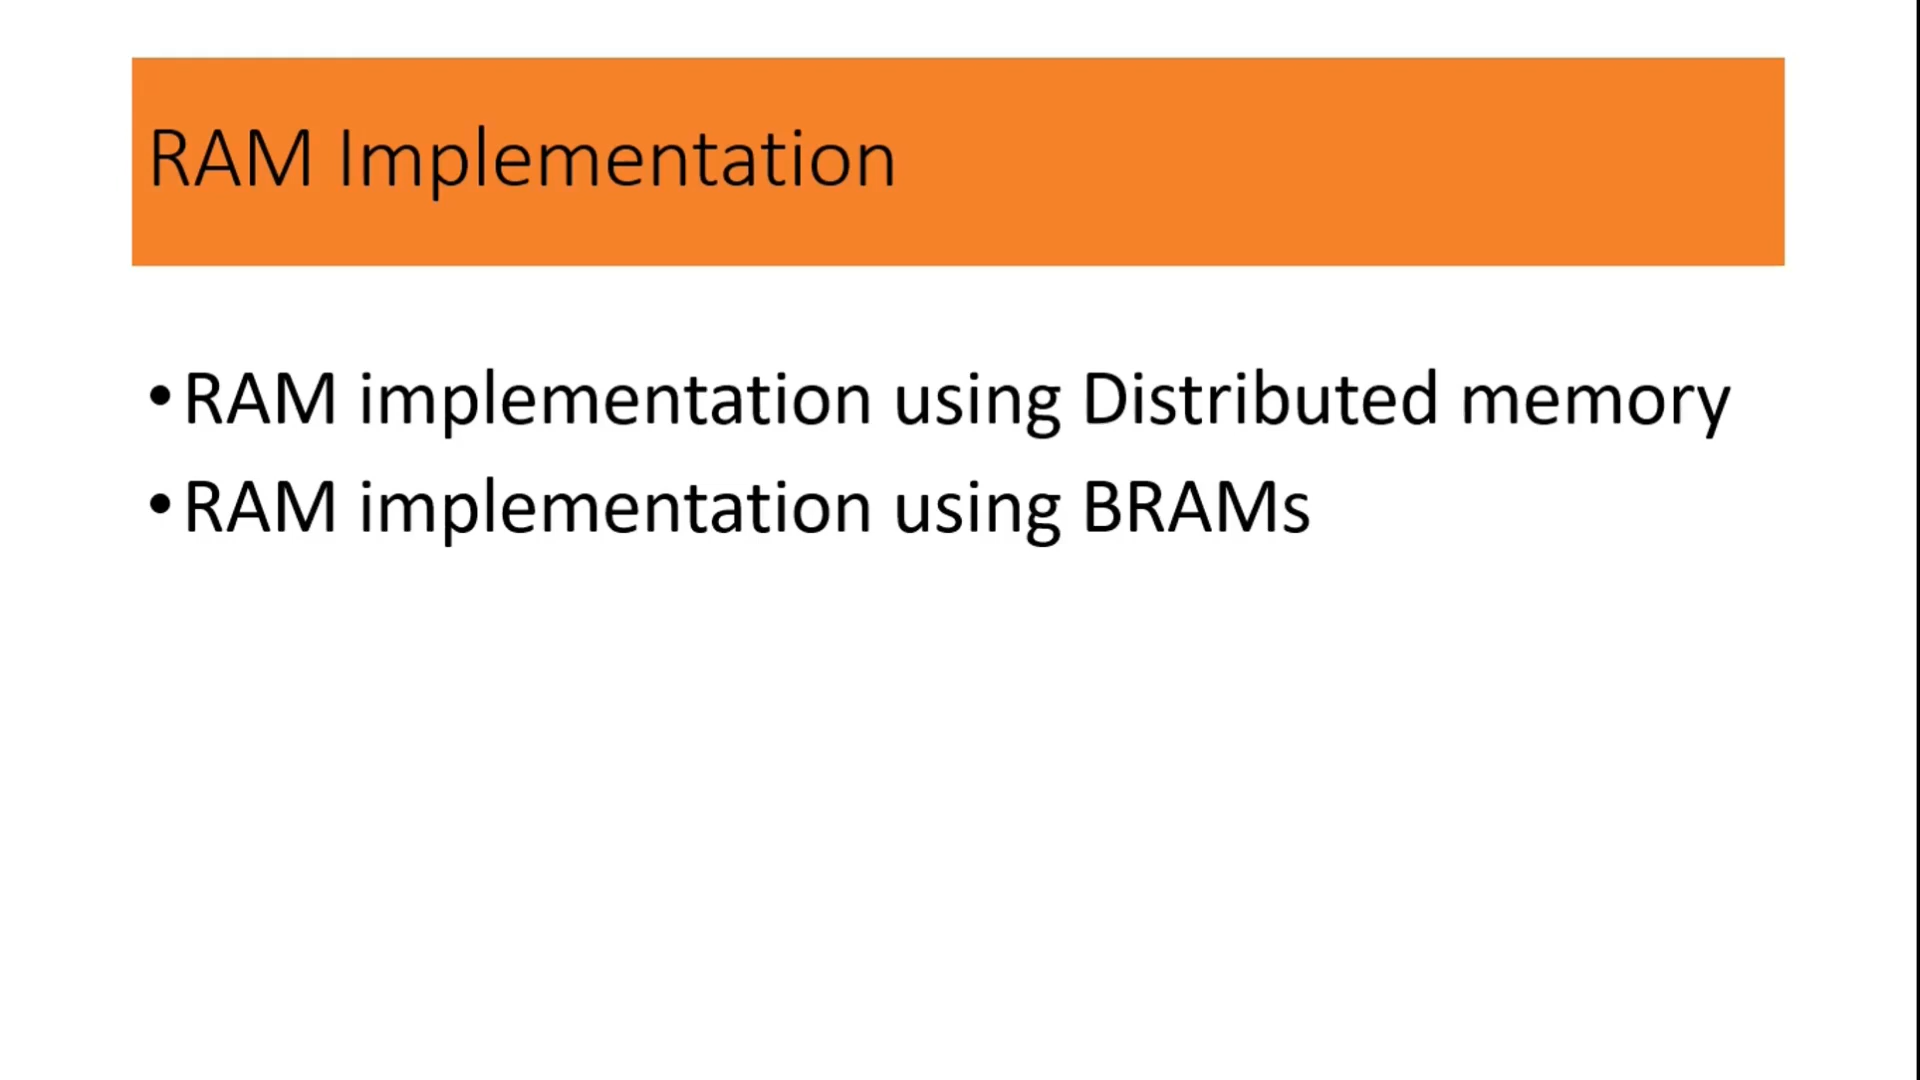 RAM Implementation
•RAM implementation using Distributed memory
•RAM implementation using BRAMs